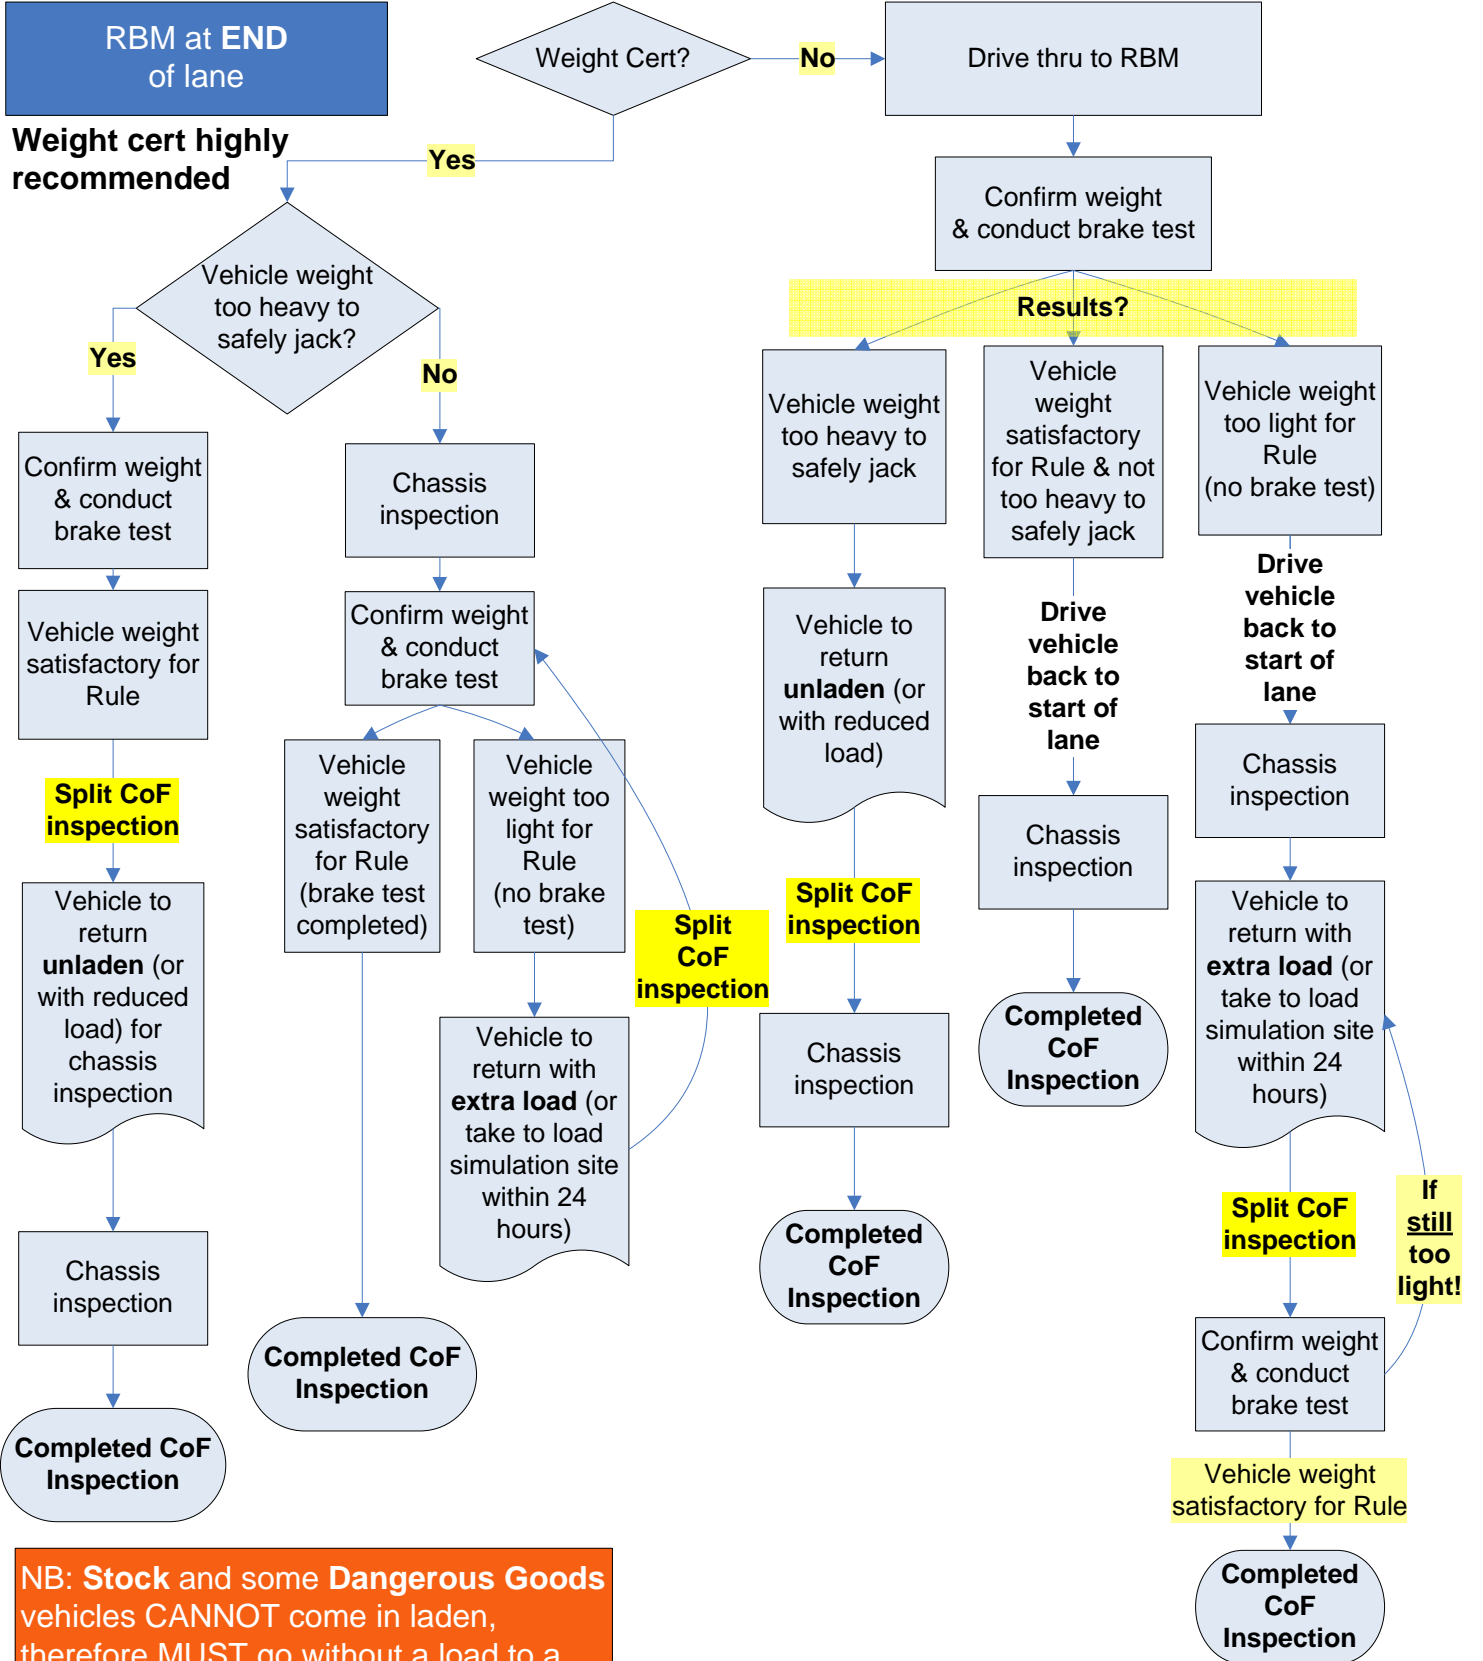 RBM at END
of lane
Weight Cert?
No
Drive thru to RBM
Weight cert highly
recommended
Yes
Confirm weight
& conduct brake test
Vehicle weight
too heavy to
safely jack?
Results?
Yes
No
Confirm weight
& conduct
brake test
Vehicle weight
satisfactory for
Rule
Split CoF
inspection
Vehicle to
return
unladen (or
with reduced
load) for
chassis
inspection
Chassis
inspection
Completed CoF
Inspection
Chassis
inspection
Confirm weight
& conduct
brake test
Vehicle
weight
satisfactory
for Rule
(brake test
completed)
Completed CoF
Inspection
Vehicle
weight too
light for
Rule
(no brake
test)
Vehicle to
return with
extra load (or
take to load
simulation site
within 24
hours)
Split
CoF
inspection
Vehicle weight
too heavy to
safely jack
Vehicle to
return
unladen (or
with reduced
load)
Split CoF
inspection
Chassis
inspection
Completed
CoF
Inspection
Vehicle
weight
satisfactory
for Rule & not
too heavy to
safely jack
Drive
vehicle
back to
start of
lane
Chassis
inspection
Completed
CoF
Inspection
Vehicle weight
too light for
Rule
(no brake test)
Drive
vehicle
back to
start of
lane
Chassis
inspection
Vehicle to
return with
extra load (or
take to load
simulation site
within 24
hours)
Split CoF
inspection
If
still
too
light!
Confirm weight
& conduct
brake test
Vehicle weight
satisfactory for Rule
Completed
CoF
Inspection
NB: Stock and some Dangerous Goods
vehicles CANNOT come in laden,
therefore MUST go without a load to a